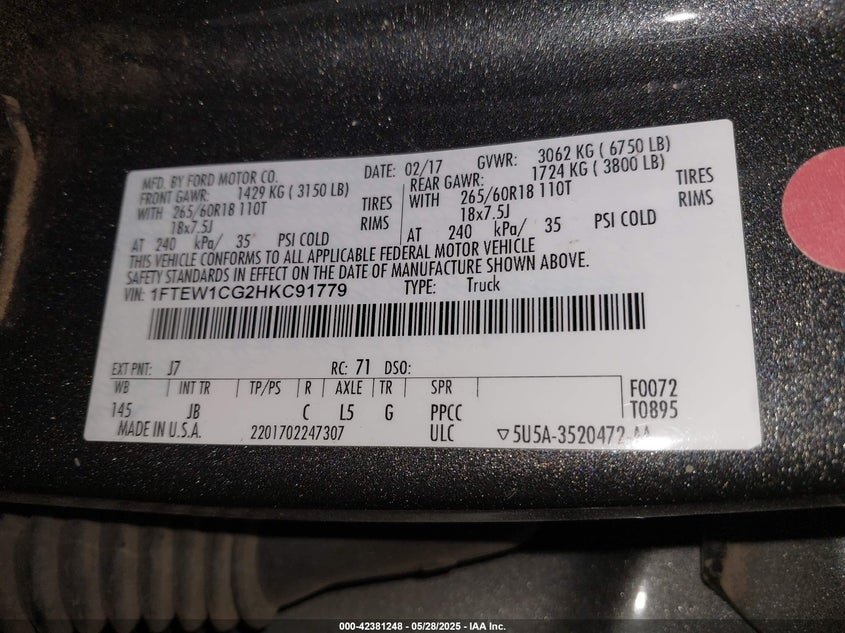 MFD. BY FORD MOTOR CO. DATE: 02/17 GVWR: 3062 KG ( 6750 LB)
FRONT GAWR: 1429 KG ( 3150 LB) REAR GAWR: 1724 KG ( 3800 LB)
WITH 265/60R18 110T TIRES WITH 265/60R18 110T TIRES
18x7.5J RIMS 18x7.5J RIMS
AT 240 kPa/ 35 PSI COLD AT 240 kPa/ 35 PSI COLD
THIS VEHICLE CONFORMS TO ALL APPLICABLE FEDERAL MOTOR VEHICLE
SAFETY STANDARDS IN EFFECT ON THE DATE OF MANUFACTURE SHOWN ABOVE.
VIN: 1FTEW1CG2HKC91779 TYPE: Truck
EXT PNT: J7 RC: 71 DSO:
WB INT TR TP/PS R AXLE TR SPR F0072
145 JB C L5 G PPCC T0895
MADE IN U.S.A. 2201702247307 ULC ▽5U5A-3520472-AA
000-42381248 - 05/28/2025 - IAA Inc.